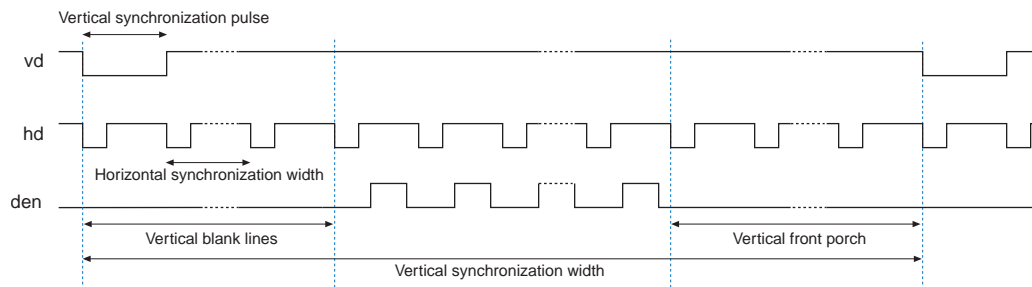 Vertical synchronization pulse
vd
hd
Horizontal synchronization width
den
Vertical blank lines
Vertical front porch
Vertical synchronization width